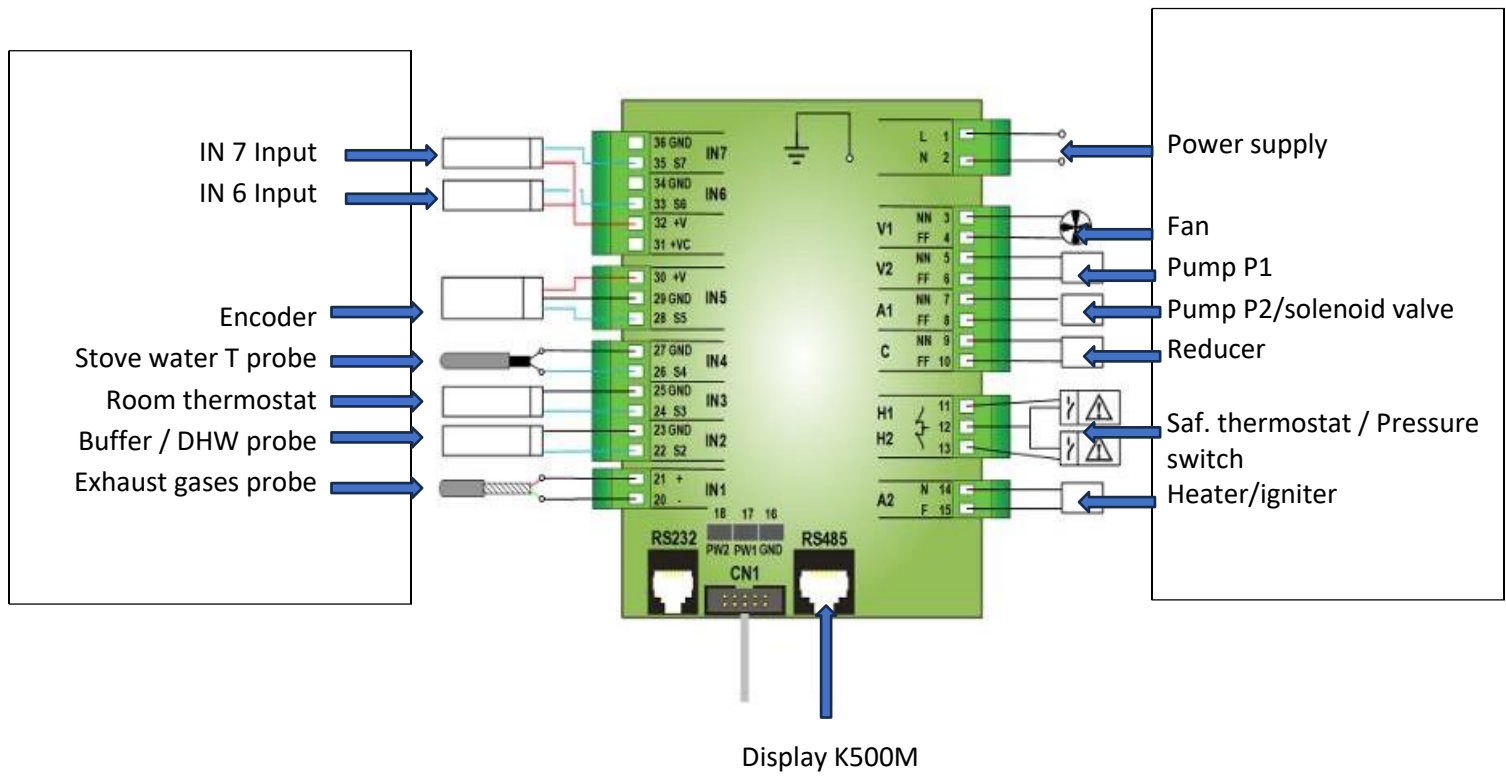 IN 7 Input
IN 6 Input
Encoder
Stove water T probe
Room thermostat
Buffer / DHW probe
Exhaust gases probe
36 GND
35 S7
IN7
34 GND
33 S6
IN6
32 +V
31 +VC
30 +V
29 GND
28 S5
IN5
27 GND
26 S4
IN4
25 GND
24 S3
IN3
23 GND
22 S2
IN2
21 +
20 -
IN1
18 17 16
PW2 PW1 GND
RS232
CN1
RS485
L 1
N 2
V1
NN 3
FF 4
V2
NN 5
FF 6
A1
NN 7
FF 8
C
NN 9
FF 10
H1
H2
11
12
13
A2
N 14
F 15
Power supply
Fan
Pump P1
Pump P2/solenoid valve
Reducer
Saf. thermostat / Pressure
switch
Heater/igniter
Display K500M